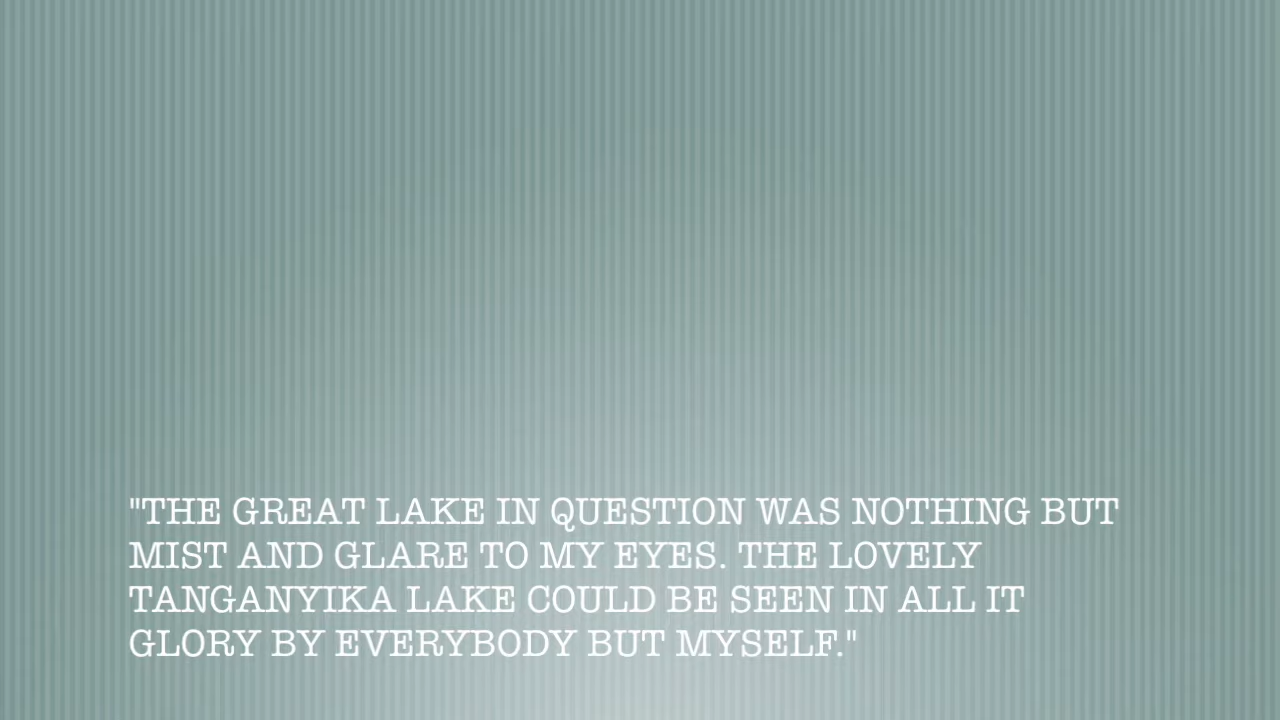 "THE GREAT LAKE IN QUESTION WAS NOTHING BUT
MIST AND GLARE TO MY EYES. THE LOVELY
TANGANYIKA LAKE COULD BE SEEN IN ALL IT
GLORY BY EVERYBODY BUT MYSELF."